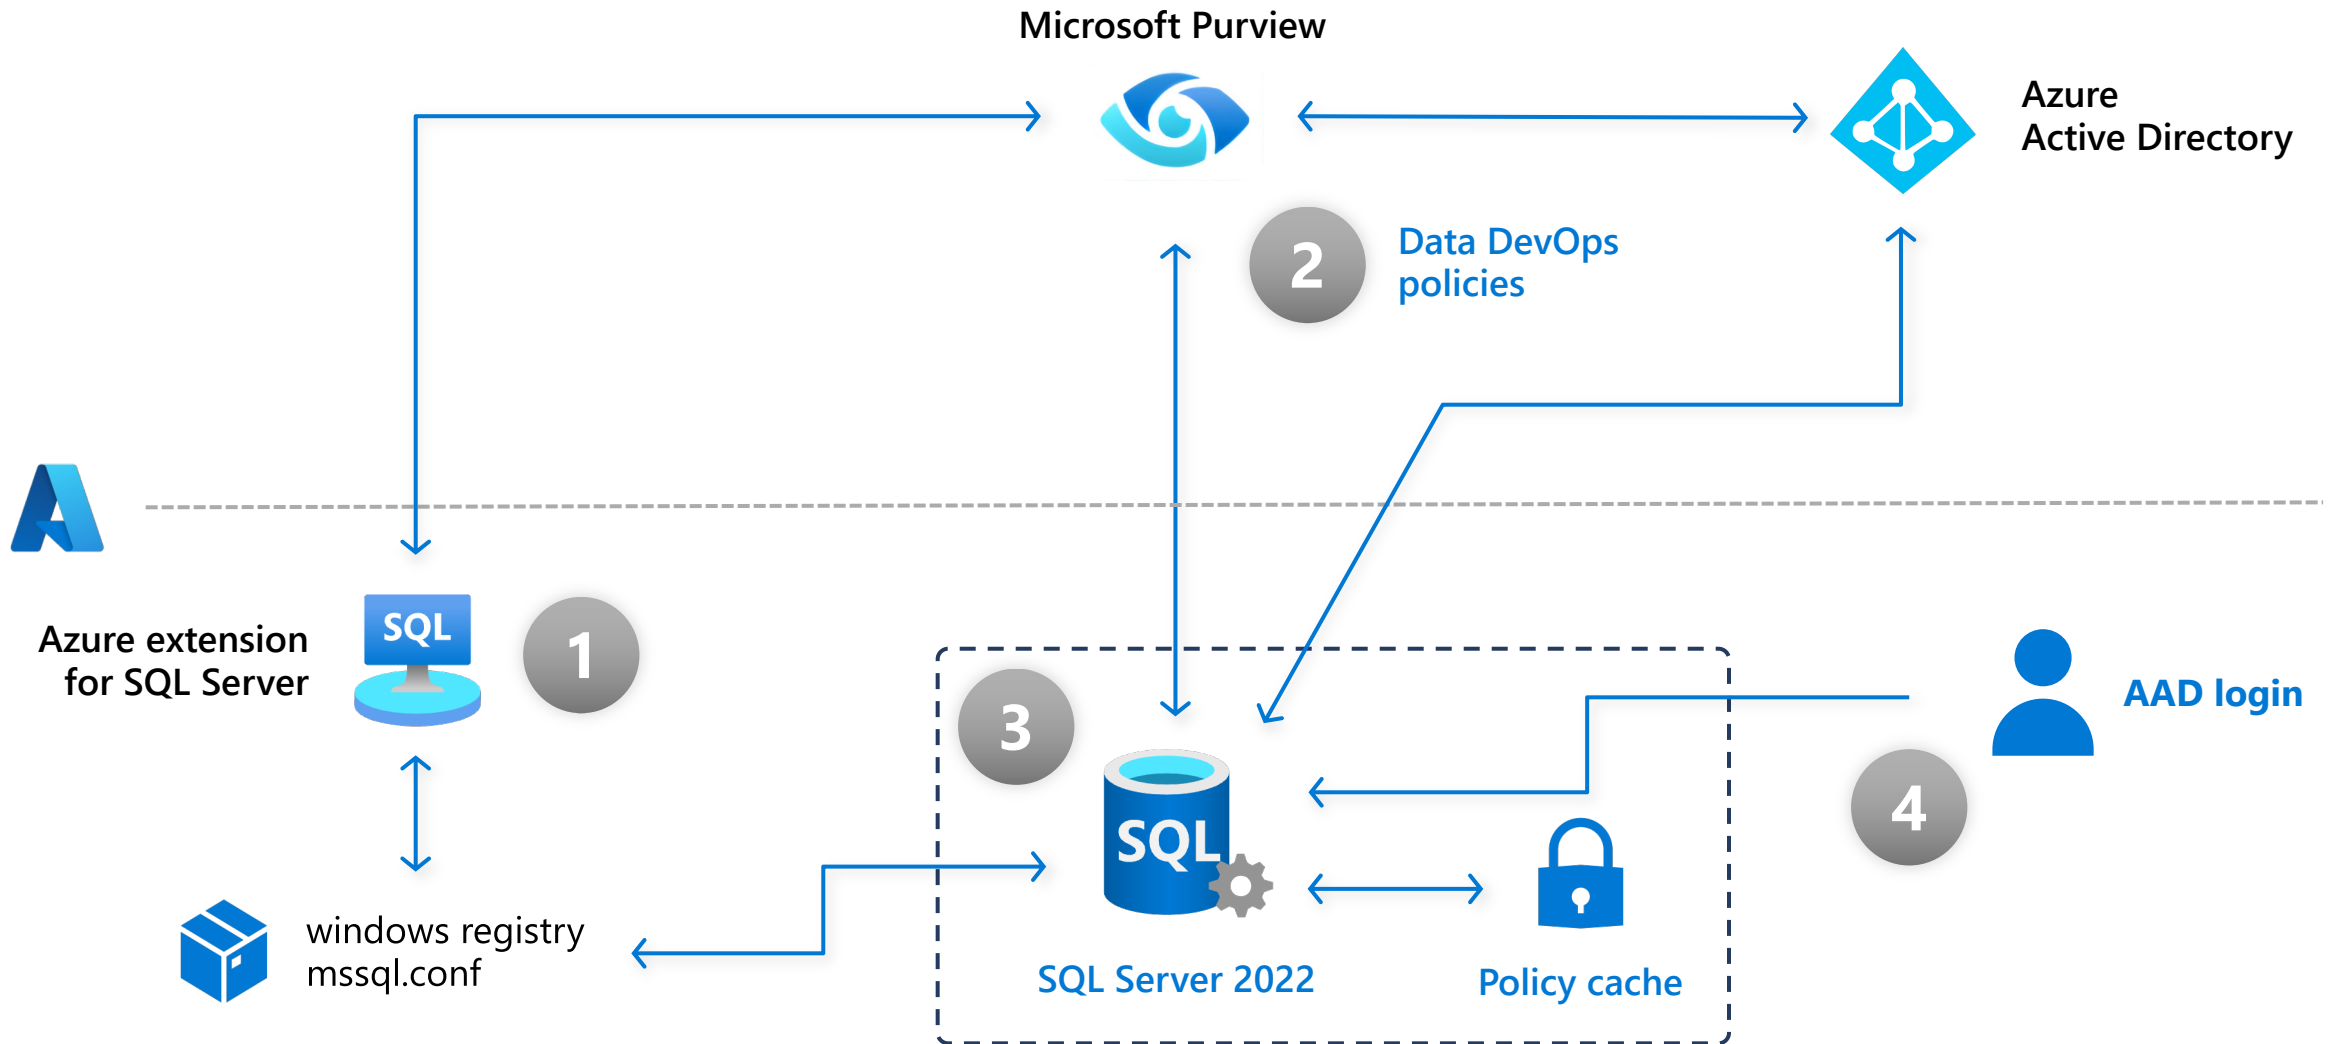 Microsoft Purview
Azure
Active Directory
2
Data DevOps
policies
Azure extension
for SQL Server
SQL
1
3
AAD login
4
SQL
windows registry
mssql.conf
SQL Server 2022
Policy cache